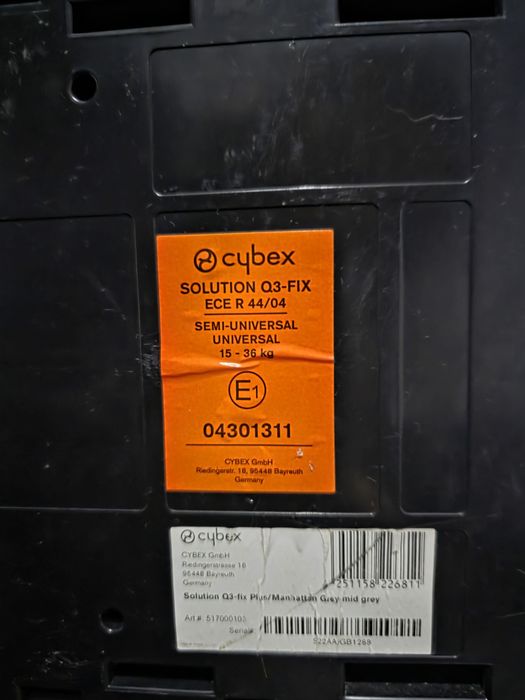 cybex
SOLUTION Q3-FIX
ECE R 44/04
SEMI-UNIVERSAL
UNIVERSAL
15 - 36 kg
E1
04301311
CYBEX GmbH
Riedingerstr. 18, 95448 Bayreuth
Germany
cybex
CYBEX GmbH
Riedingerstrasse 18
95448 Bayreuth
Germany
251158 226811
Solution Q3-fix Plus/Manhattan Grey mid grey
Art #: 517000103
Serial#